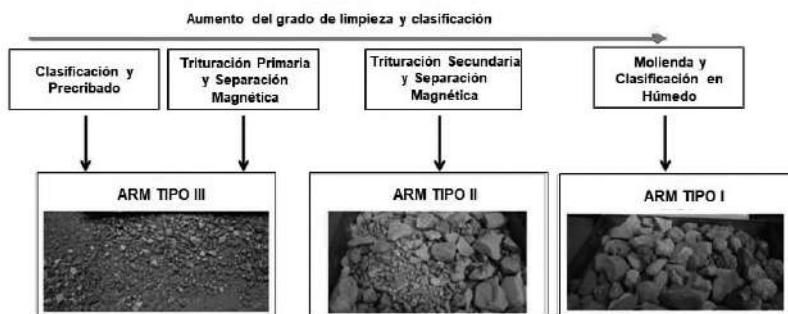 Aumento del grado de limpieza y clasificación
Clasificación y
Precribado
Trituración Primaria
y Separación
Magnética
Trituración Secundaria
y Separación
Magnética
Molienda y
Clasificación en
Húmedo
ARM TIPO III
ARM TIPO II
ARM TIPO I